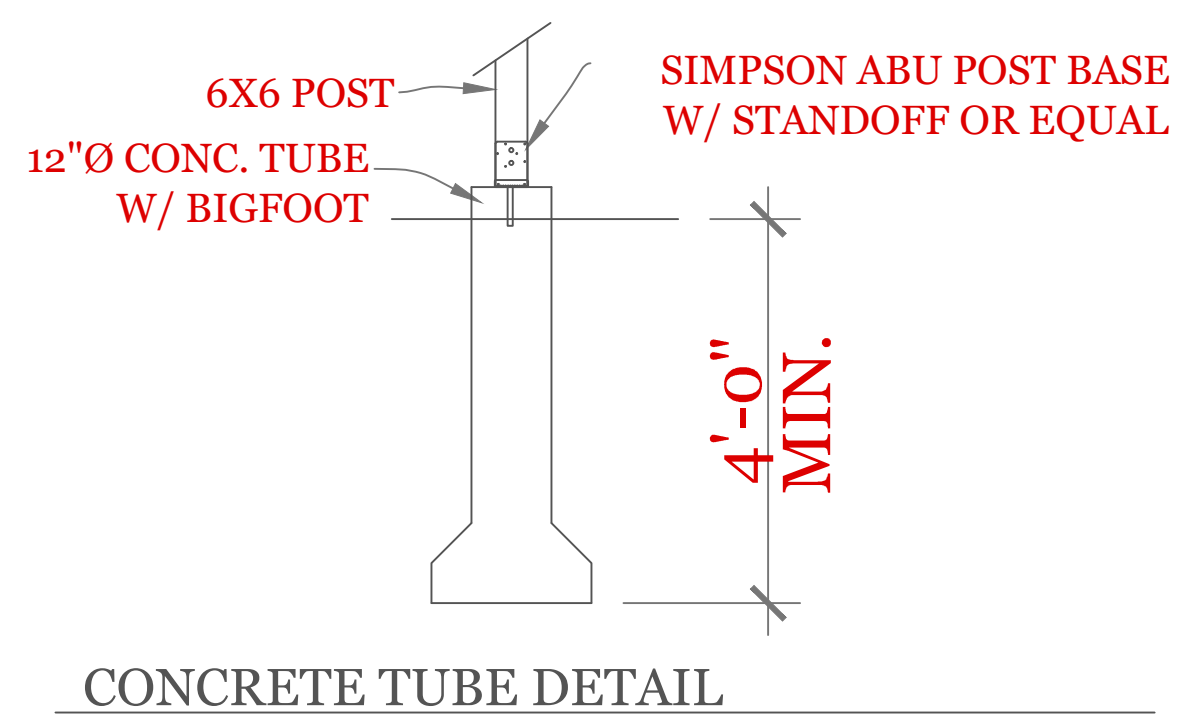 6X6 POST
SIMPSON ABU POST BASE
W/ STANDOFF OR EQUAL
12"Ø CONC. TUBE
W/ BIGFOOT
4'-0"
MIN.
CONCRETE TUBE DETAIL